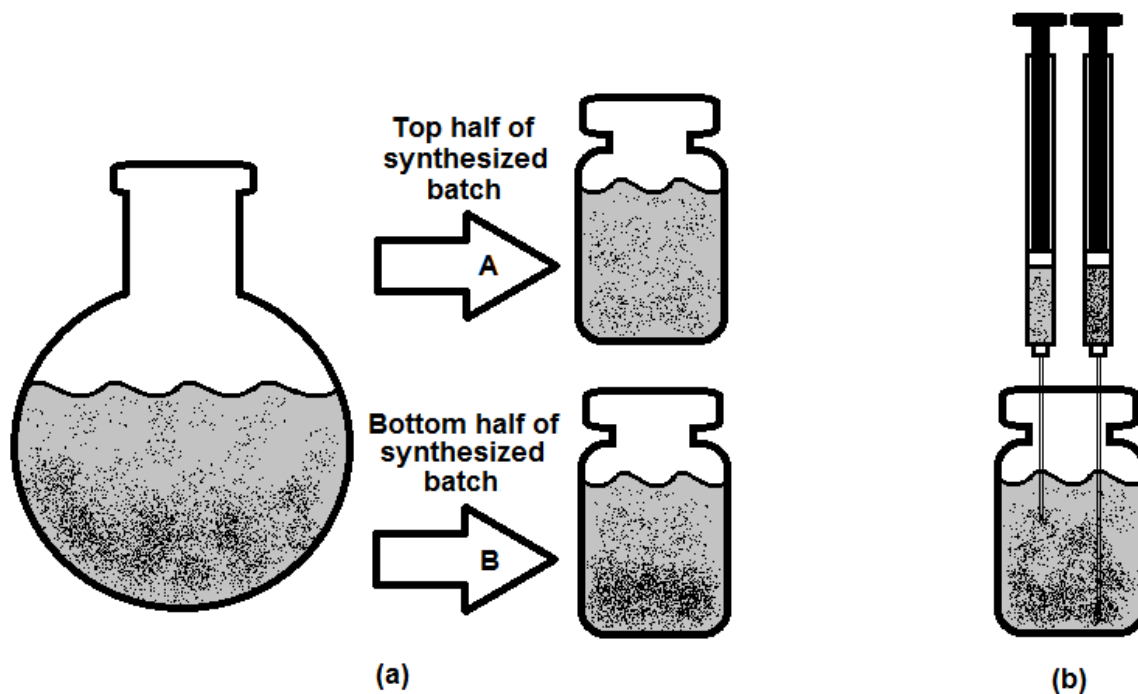 Top half of
synthesized
batch
A
Bottom half of
synthesized
batch
B
(a)
(b)